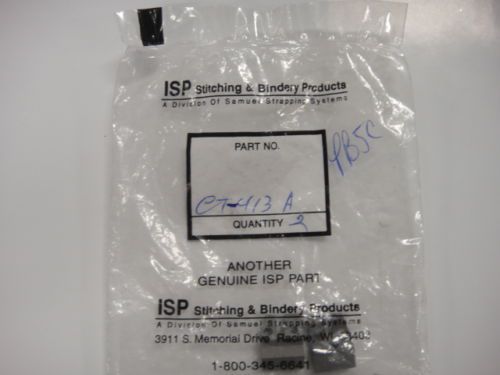 ISP Stitching & Bindery Products
A Division Of Samuel Strapping Systems
PART NO.
PB5C
CT-413 A
QUANTITY 2
ANOTHER
GENUINE ISP PART
ISP Stitching & Bindery Products
A Division Of Samuel Strapping Systems
3911 S. Memorial Drive Racine, WI 53403
1-800-345-6641